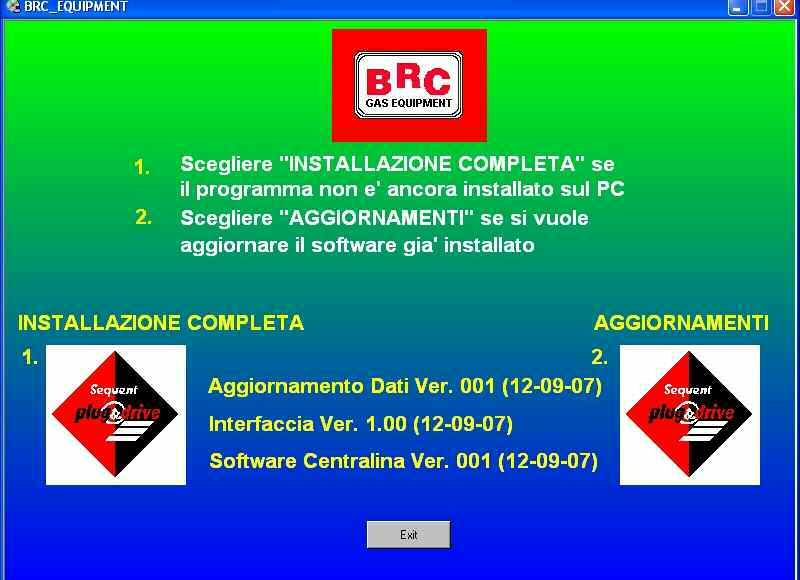 BRC_EQUIPMENT
BRC
GAS EQUIPMENT
1. Scegliere "INSTALLAZIONE COMPLETA" se
il programma non e' ancora installato sul PC
2. Scegliere "AGGIORNAMENTI" se si vuole
aggiornare il software gia' installato
INSTALLAZIONE COMPLETA
AGGIORNAMENTI
1.
Sequent
plug&drive
Aggiornamento Dati Ver. 001 (12-09-07)
Interfaccia Ver. 1.00 (12-09-07)
Software Centralina Ver. 001 (12-09-07)
2.
Sequent
plug&drive
Exit